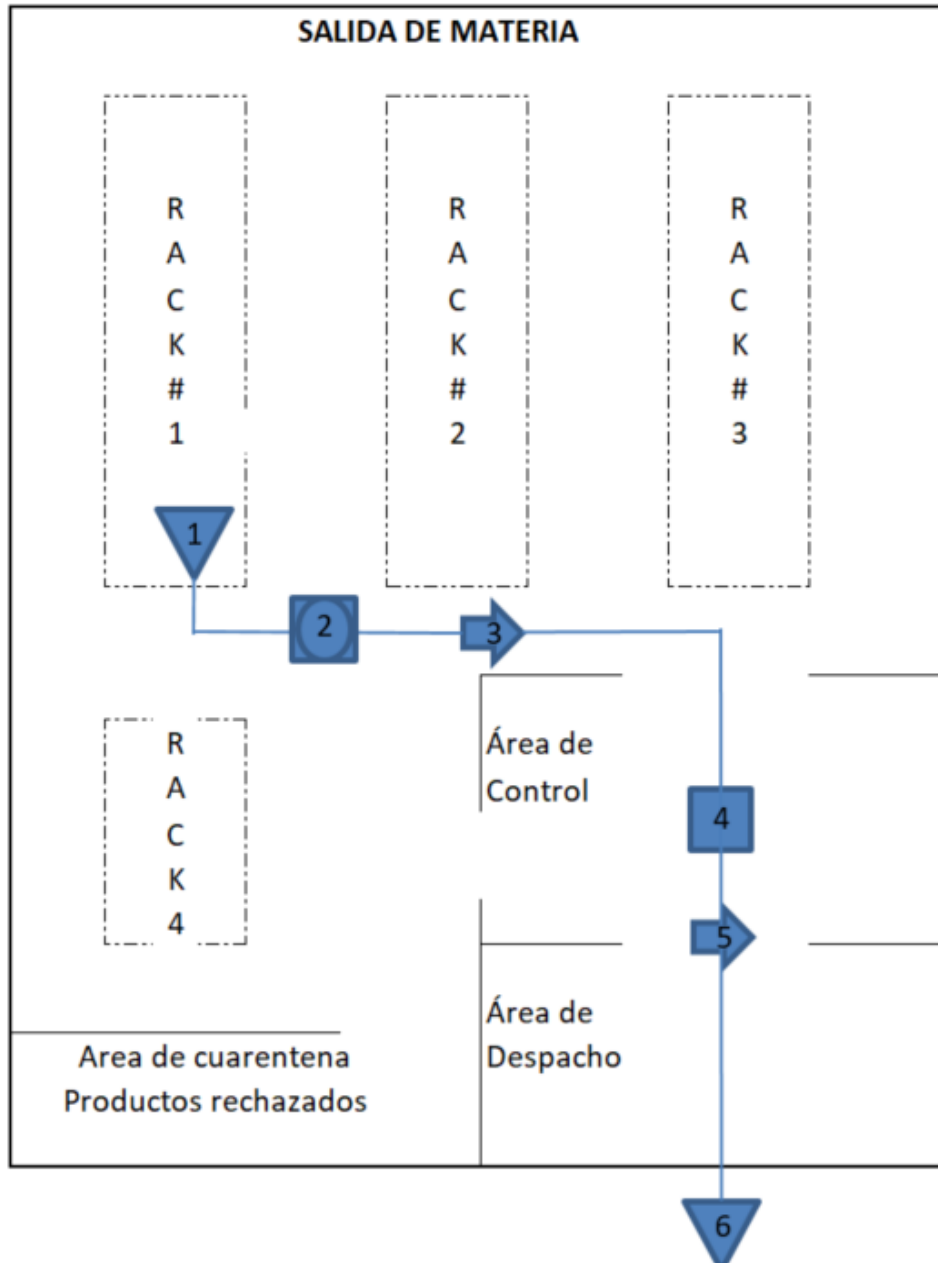 SALIDA DE MATERIA
R
A
C
K
#
1
R
A
C
K
#
2
R
A
C
K
#
3
1
2
3
R
A
C
K
4
Área de
Control
4
5
Área de
Despacho
Area de cuarentena
Productos rechazados
6